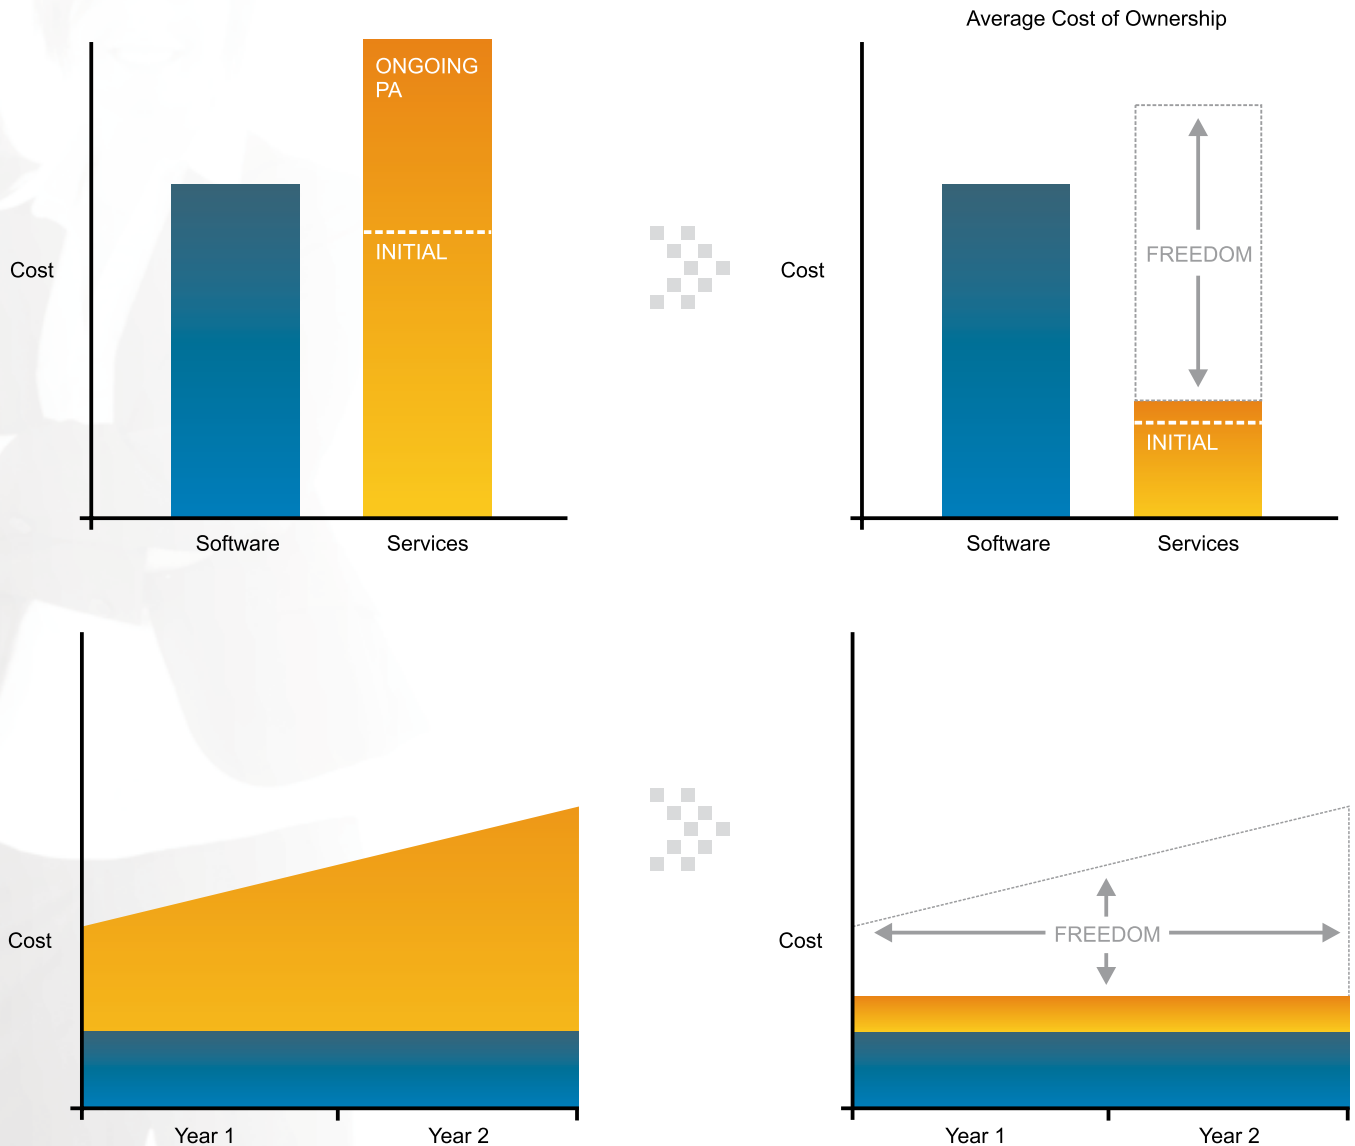 Average Cost of Ownership
ONGOING
PA
INITIAL
Cost
Software
Services
FREEDOM
INITIAL
Cost
Software
Services
Cost
Year 1
Year 2
FREEDOM
Cost
Year 1
Year 2